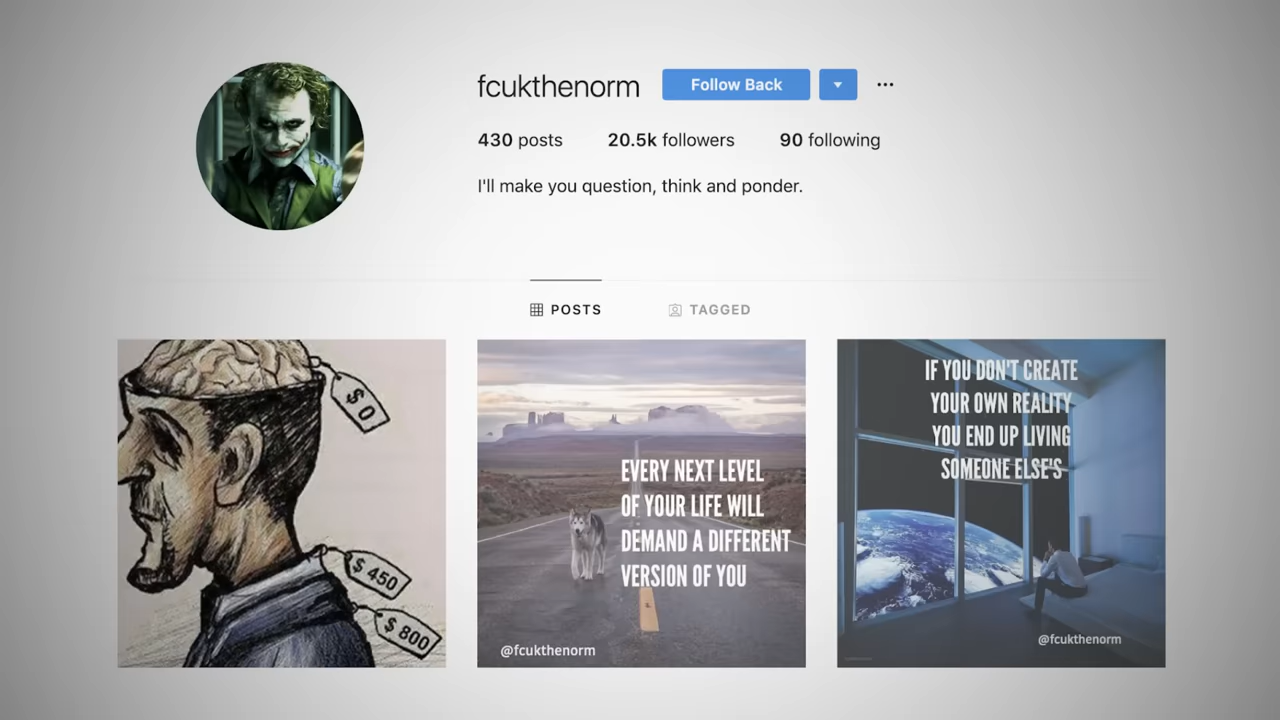 fcukthenorm
Follow Back
430 posts 20.5k followers 90 following
I'll make you question, think and ponder.
POSTS
TAGGED
$ 0
$ 450
$ 800
EVERY NEXT LEVEL
OF YOUR LIFE WILL
DEMAND A DIFFERENT
VERSION OF YOU
@fcukthenorm
IF YOU DON'T CREATE
YOUR OWN REALITY
YOU END UP LIVING
SOMEONE ELSE'S
@fcukthenorm